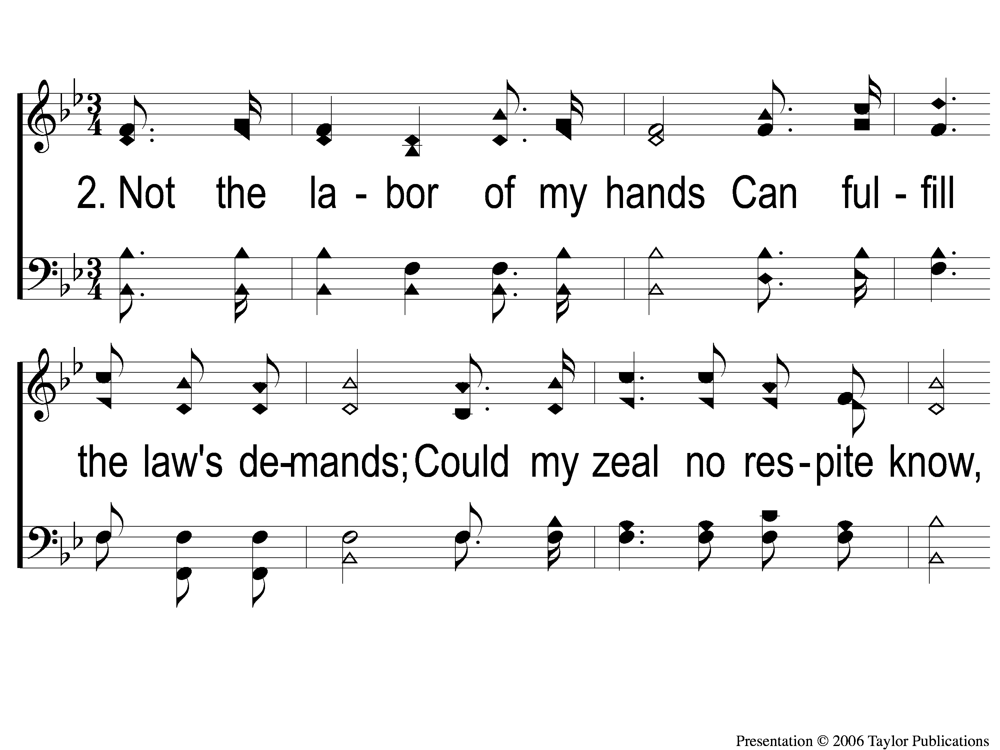 2. Not the la - bor of my hands Can ful - fill
the law's de-mands; Could my zeal no res - pite know,
Presentation © 2006 Taylor Publications